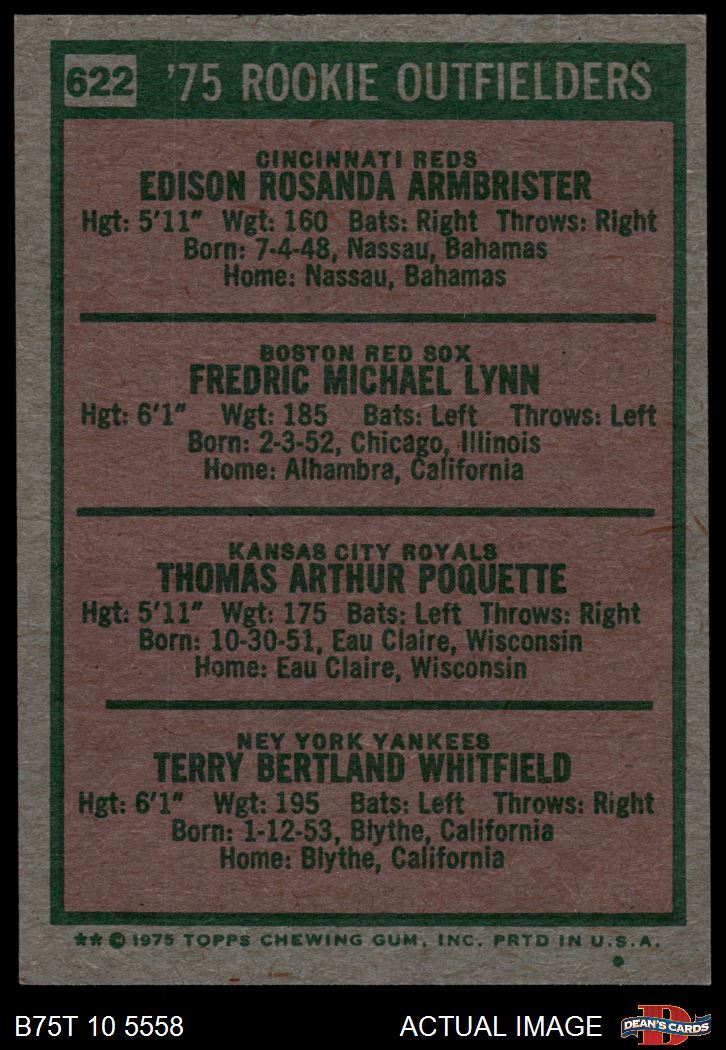 622 '75 ROOKIE OUTFIELDERS
CINCINNATI REDS
EDISON ROSANDA ARMBRISTER
Hgt: 5'11" Wgt: 160 Bats: Right Throws: Right
Born: 7-4-48, Nassau, Bahamas
Home: Nassau, Bahamas
BOSTON RED SOX
FREDRIC MICHAEL LYNN
Hgt: 6'1" Wgt: 185 Bats: Left Throws: Left
Born: 2-3-52, Chicago, Illinois
Home: Alhambra, California
KANSAS CITY ROYALS
THOMAS ARTHUR POQUETTE
Hgt: 5'11" Wgt: 175 Bats: Left Throws: Right
Born: 10-30-51, Eau Claire, Wisconsin
Home: Eau Claire, Wisconsin
NEY YORK YANKEES
TERRY BERTLAND WHITFIELD
Hgt: 6'1" Wgt: 195 Bats: Left Throws: Right
Born: 1-12-53, Blythe, California
Home: Blythe, California
** © 1975 TOPPS CHEWING GUM, INC. PRTD IN U.S.A.
B75T 10 5558 ACTUAL IMAGE D DEAN'S CARDS